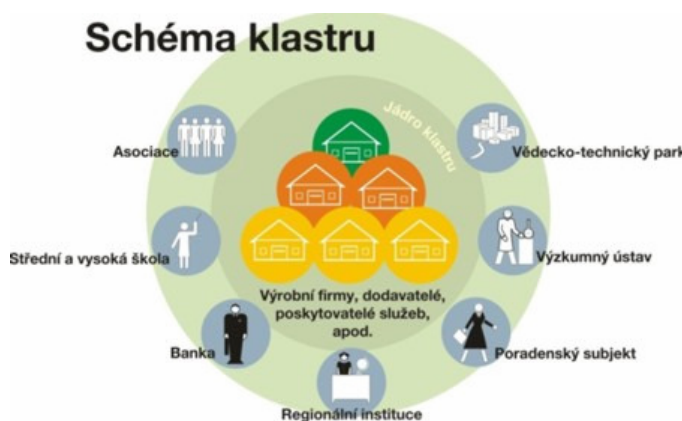 Schéma klastru
Jádro klastru
Asociace
Vědecko-technický park
Střední a vysoká škola
Výzkumný ústav
Výrobní firmy, dodavatelé,
poskytovatelé služeb,
apod.
Banka
Poradenský subjekt
Regionální instituce